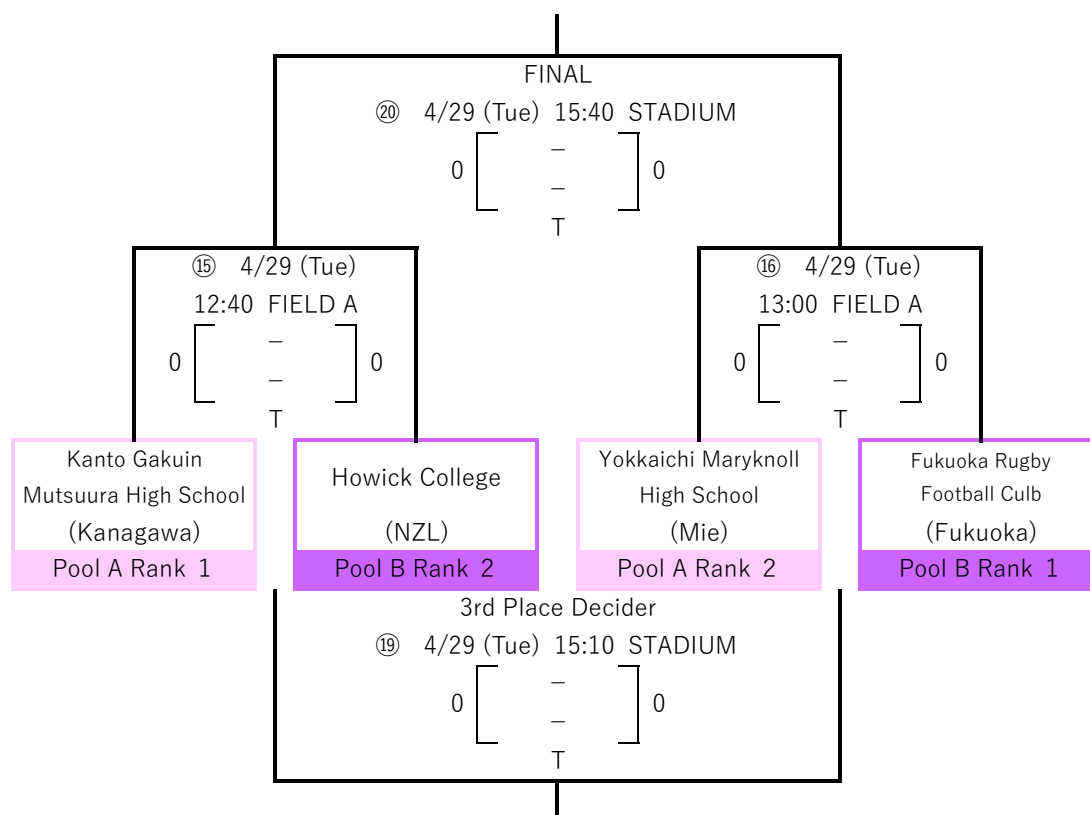 FINAL
⑳ 4/29 (Tue) 15:40 STADIUM
–
0 0
–
T
⑮ 4/29 (Tue)
12:40 FIELD A
–
0 0
–
T
⑯ 4/29 (Tue)
13:00 FIELD A
–
0 0
–
T
Kanto Gakuin
Mutsuura High School
(Kanagawa)
Pool A Rank 1
Howick College
(NZL)
Pool B Rank 2
Yokkaichi Maryknoll
High School
(Mie)
Pool A Rank 2
Fukuoka Rugby
Football Culb
(Fukuoka)
Pool B Rank 1
3rd Place Decider
⑲ 4/29 (Tue) 15:10 STADIUM
–
0 0
–
T